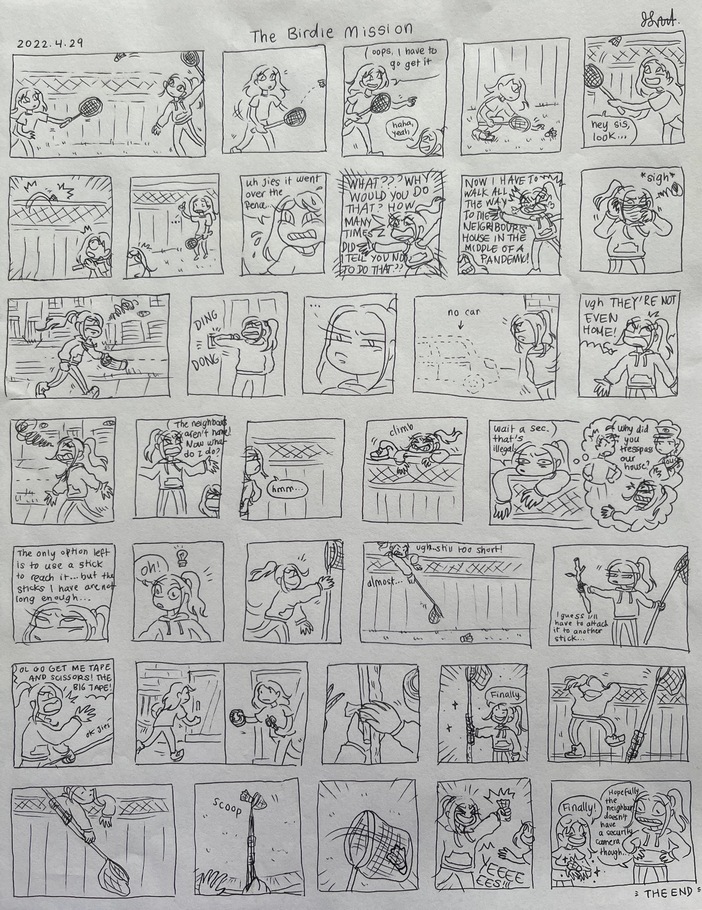 The Birdie Mission
2022.4.29
oops, I have to
go get it
haha,
yeah
hey sis,
look...
uh jies it went
over the
fence
WHAT??? WHY
WOULD YOU DO
THAT? HOW
MANY
TIMES
DID
I TELL YOU NOT
TO DO THAT??
NOW I HAVE TO
WALK ALL
THE WAY
TO THE
NEIGHBOUR'S
HOUSE IN THE
MIDDLE OF A
PANDEMIC!
*sigh*
DING
DONG
...
no car
ugh THEY'RE NOT
EVEN
HOME!
The neighbours
aren't home!
Now what
do I do?
hmm...
climb
wait a sec,
that's
illegal
why did
you
tresspass
our
house?
The only option left
is to use a stick
to reach it... but the
sticks I have are not
long enough...
oh!
ugh still too short!
almost...
I guess I'll
have to attach
it to another
stick...
GO GET ME TAPE
AND SCISSORS! THE
BIG TAPE!
ok jies
Finally.
SCOOP
YEEEE
EEES!!!
Finally!
Hopefully
the
neighbour
doesn't
have
a security
camera
though...
THE END